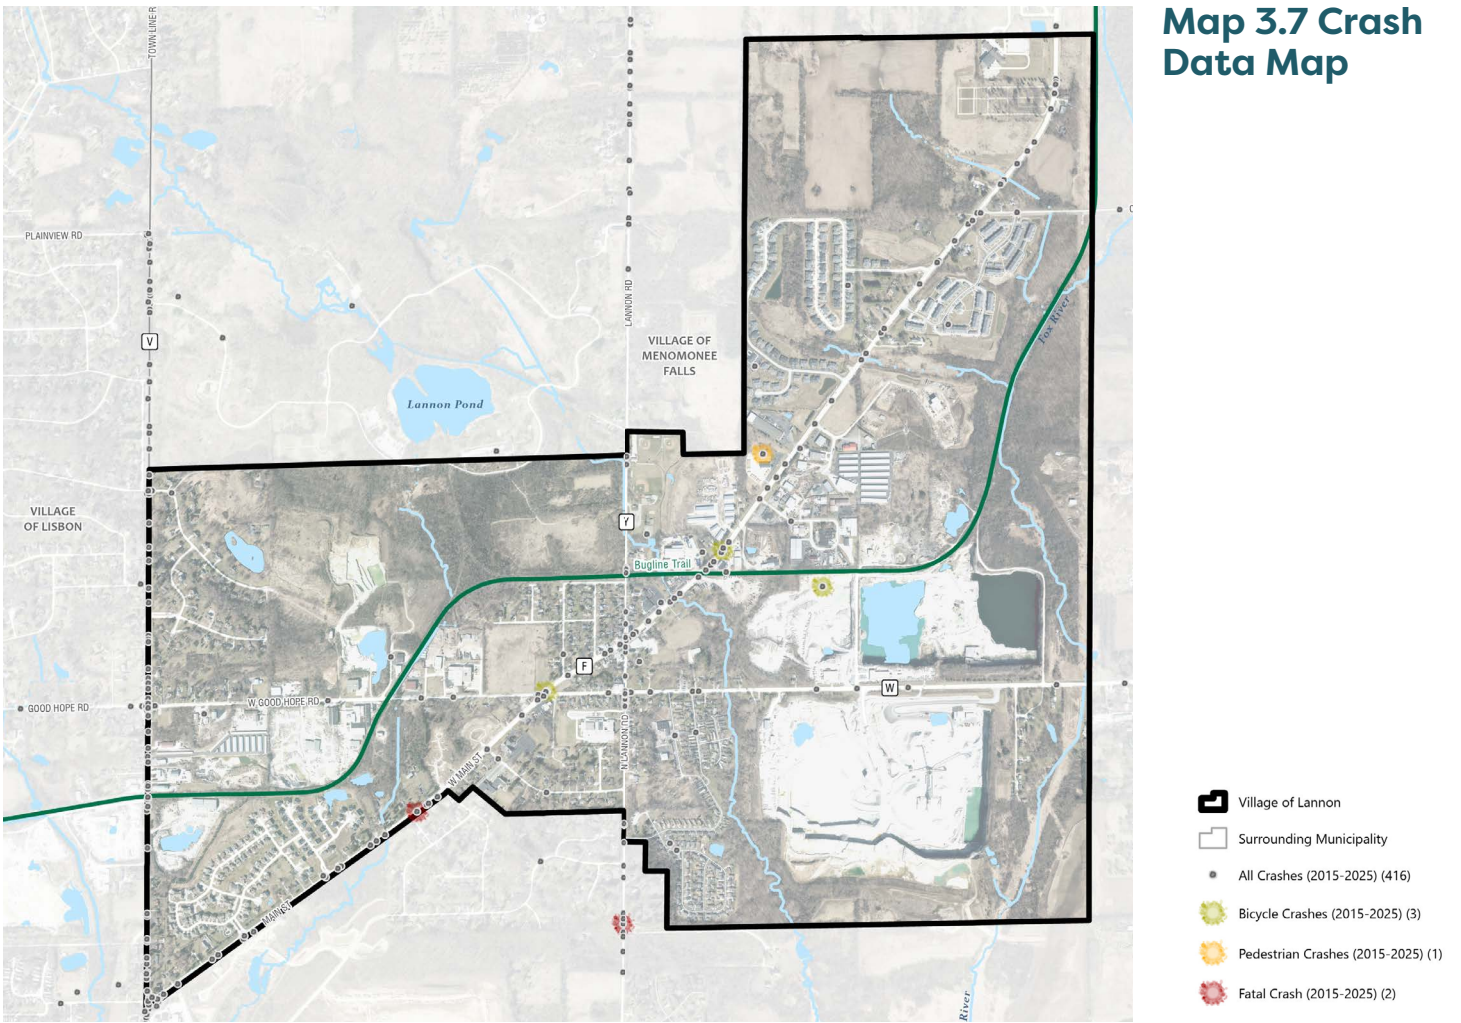 Map 3.7 Crash
Data Map
TOWN LINE R
PLAINVIEW RD
V
LANNON RD
VILLAGE OF
MENOMONEE
FALLS
Lannon Pond
Fox River
VILLAGE
OF LISBON
Y
Bugline Trail
F
W
GOOD HOPE RD
W GOOD HOPE RD
N LANNON RD
W MAIN ST
MAIN ST
River
Village of Lannon
Surrounding Municipality
All Crashes (2015-2025) (416)
Bicycle Crashes (2015-2025) (3)
Pedestrian Crashes (2015-2025) (1)
Fatal Crash (2015-2025) (2)